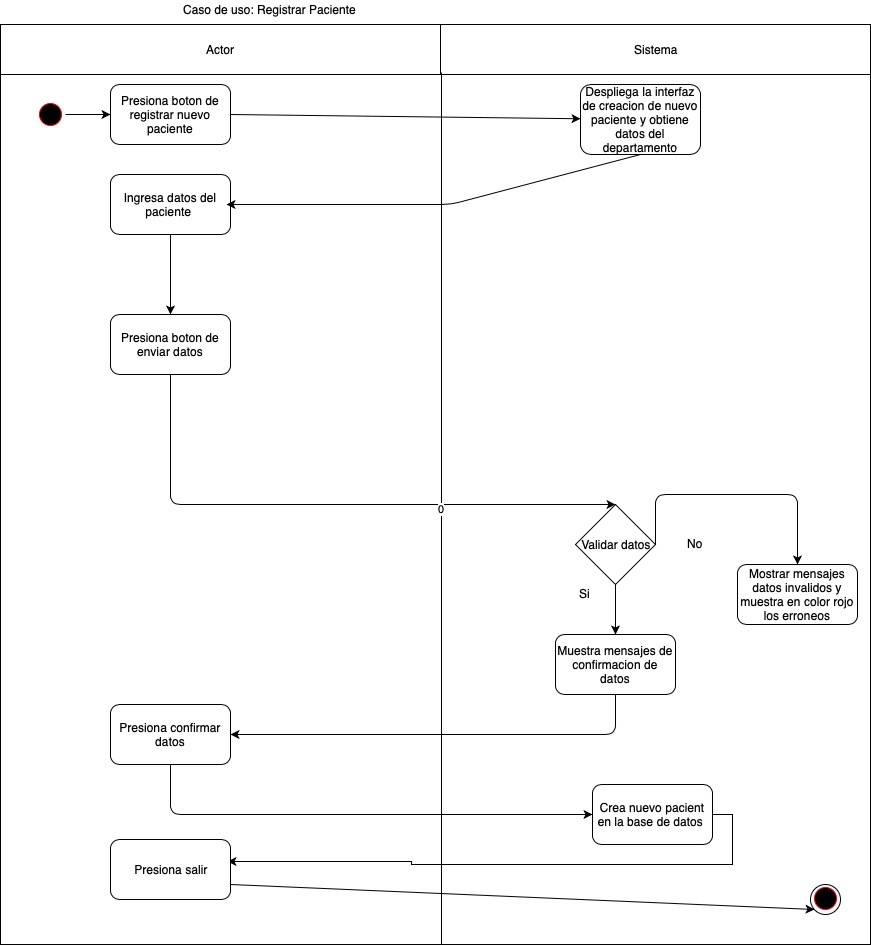 Caso de uso: Registrar Paciente
Actor
Sistema
Presiona boton de
registrar nuevo
paciente
Despliega la interfaz
de creacion de nuevo
paciente y obtiene
datos del
departamento
Ingresa datos del
paciente
Presiona boton de
enviar datos
0
Validar datos
No
Si
Mostrar mensajes
datos invalidos y
muestra en color rojo
los erroneos
Muestra mensajes de
confirmacion de
datos
Presiona confirmar
datos
Crea nuevo pacient
en la base de datos
Presiona salir